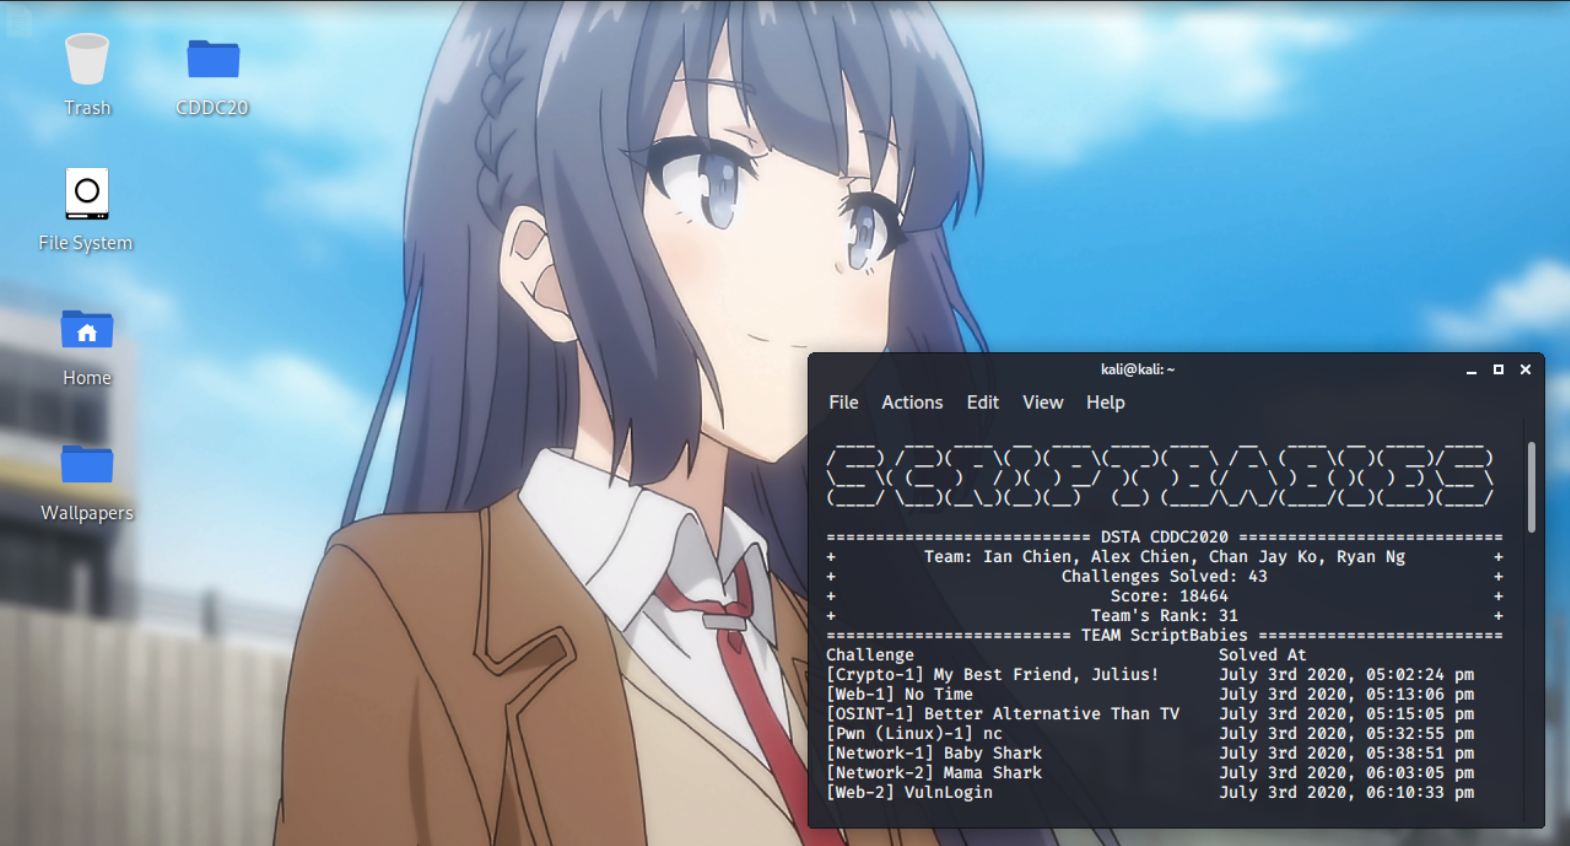 Trash
CDDC20
File System
Home
Wallpapers
kali@kali: ~
File Actions Edit View Help
SCRIPTBABIES
=========================== DSTA CDDC2020 ===========================
+ Team: Ian Chien, Alex Chien, Chan Jay Ko, Ryan Ng +
+ Challenges Solved: 43 +
+ Score: 18464 +
+ Team's Rank: 31 +
========================= TEAM ScriptBabies =========================
Challenge Solved At
[Crypto-1] My Best Friend, Julius! July 3rd 2020, 05:02:24 pm
[Web-1] No Time July 3rd 2020, 05:13:06 pm
[OSINT-1] Better Alternative Than TV July 3rd 2020, 05:15:05 pm
[Pwn (Linux)-1] nc July 3rd 2020, 05:32:55 pm
[Network-1] Baby Shark July 3rd 2020, 05:38:51 pm
[Network-2] Mama Shark July 3rd 2020, 06:03:05 pm
[Web-2] VulnLogin July 3rd 2020, 06:10:33 pm